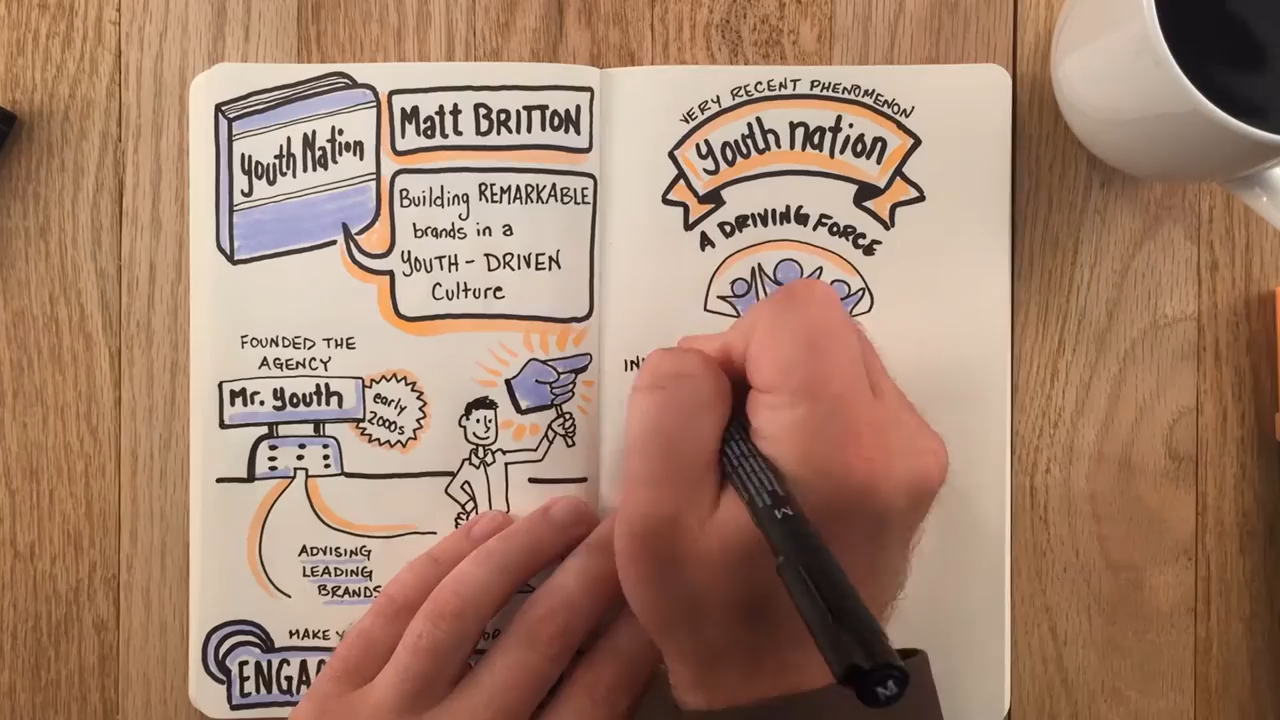 Youth Nation
Matt BRITTON
Building REMARKABLE
brands in a
YOUTH - DRIVEN
Culture
FOUNDED THE
AGENCY
Mr. Youth
early
2000s
ADVISING
LEADING
BRANDS
MAKE
VERY RECENT PHENOMENON
Youth nation
A DRIVING FORCE
M
M